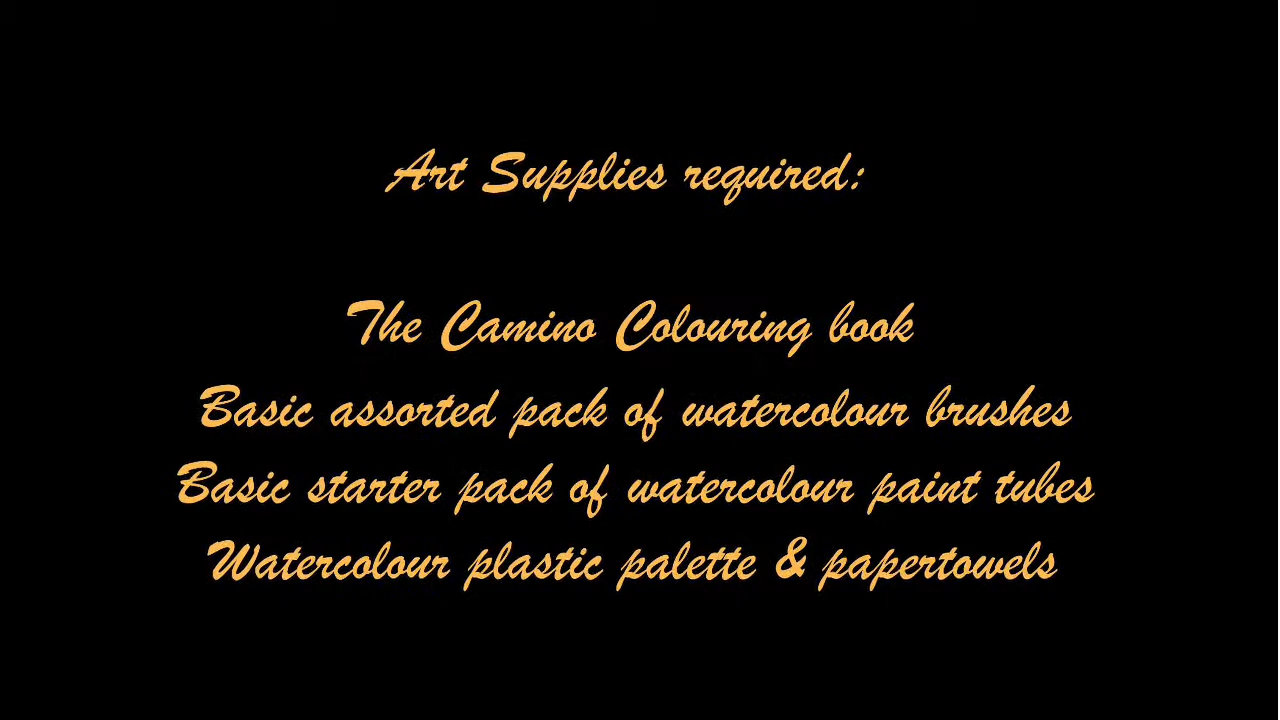 Art Supplies required:
The Camino Colouring book
Basic assorted pack of watercolour brushes
Basic starter pack of watercolour paint tubes
Watercolour plastic palette & papertowels